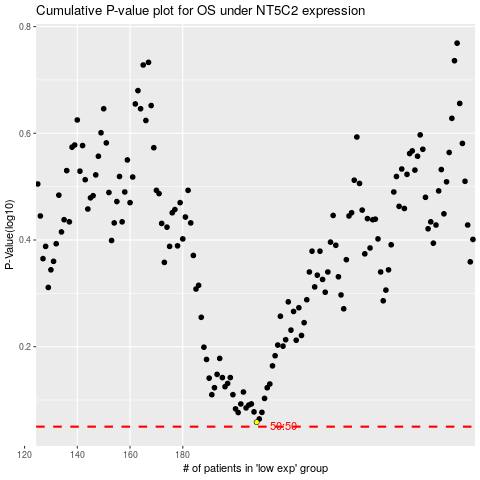 Cumulative P-value plot for OS under NT5C2 expression
0.8
0.6
0.4
0.2
P-Value(log10)
50:50
120 140 160 180
# of patients in 'low exp' group